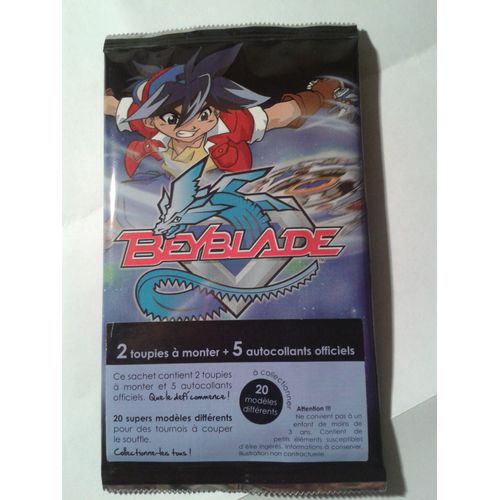 BEYBLADE
2 toupies à monter + 5 autocollants officiels
Ce sachet contient 2 toupies
à monter et 5 autocollants
officiels. Que le défi commence !
20 supers modèles différents
pour des tournois à couper
le souffle.
Collectionne-les tous !
à collectionner
20
modèles
différents
Attention !!!
Ne convient pas à un
enfant de moins de
3 ans. Contient de
petits éléments susceptibles
d'être ingérés. Informations à conserver.
Illustration non contractuelle.